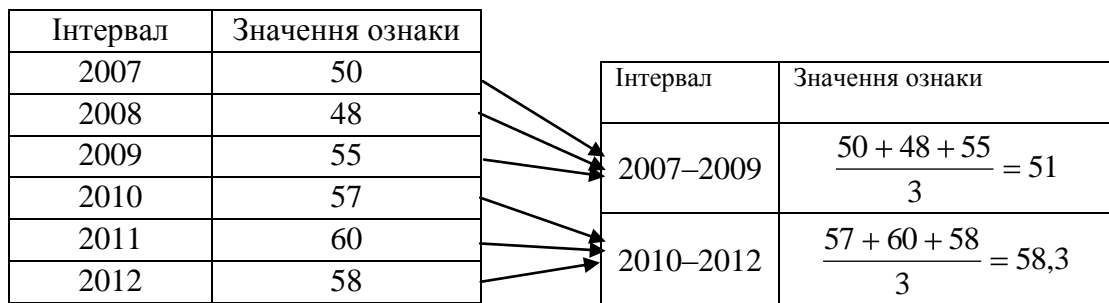 Інтервал Значення ознаки
2007 50
2008 48
2009 55
2010 57
2011 60
2012 58
Інтервал Значення ознаки
2007–2009 (50 + 48 + 55)/3 = 51
2010–2012 (57 + 60 + 58)/3 = 58,3